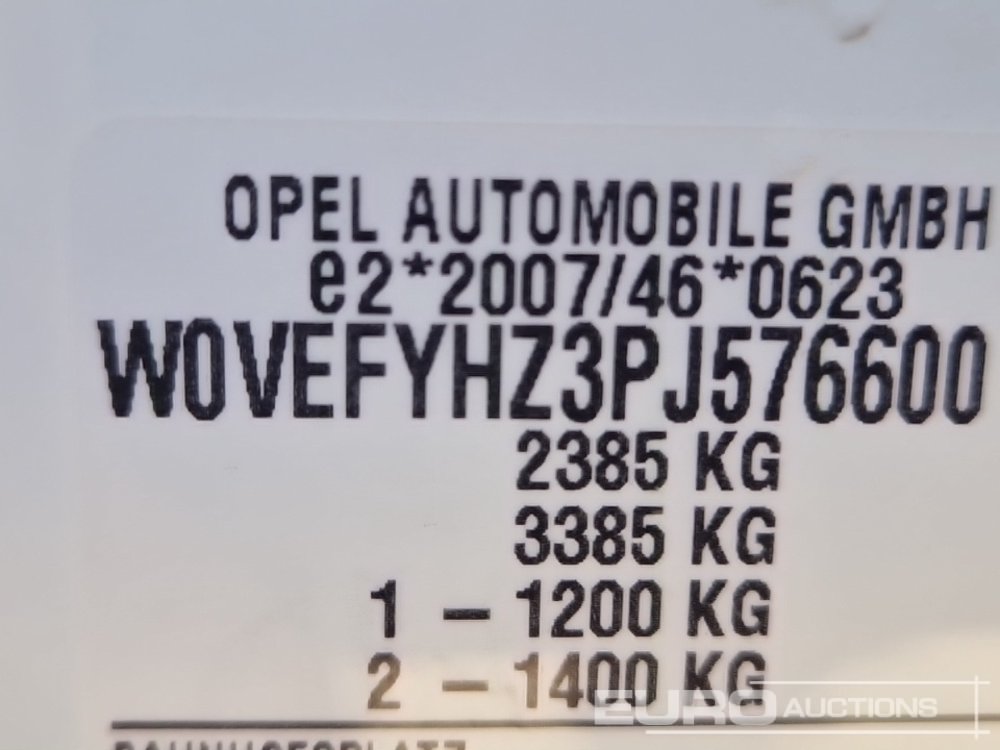 OPEL AUTOMOBILE GMBH
e2*2007/46*0623
W0VEFYHZ3PJ576600
2385 KG
3385 KG
1 – 1200 KG
2 – 1400 KG
EURO AUCTIONS